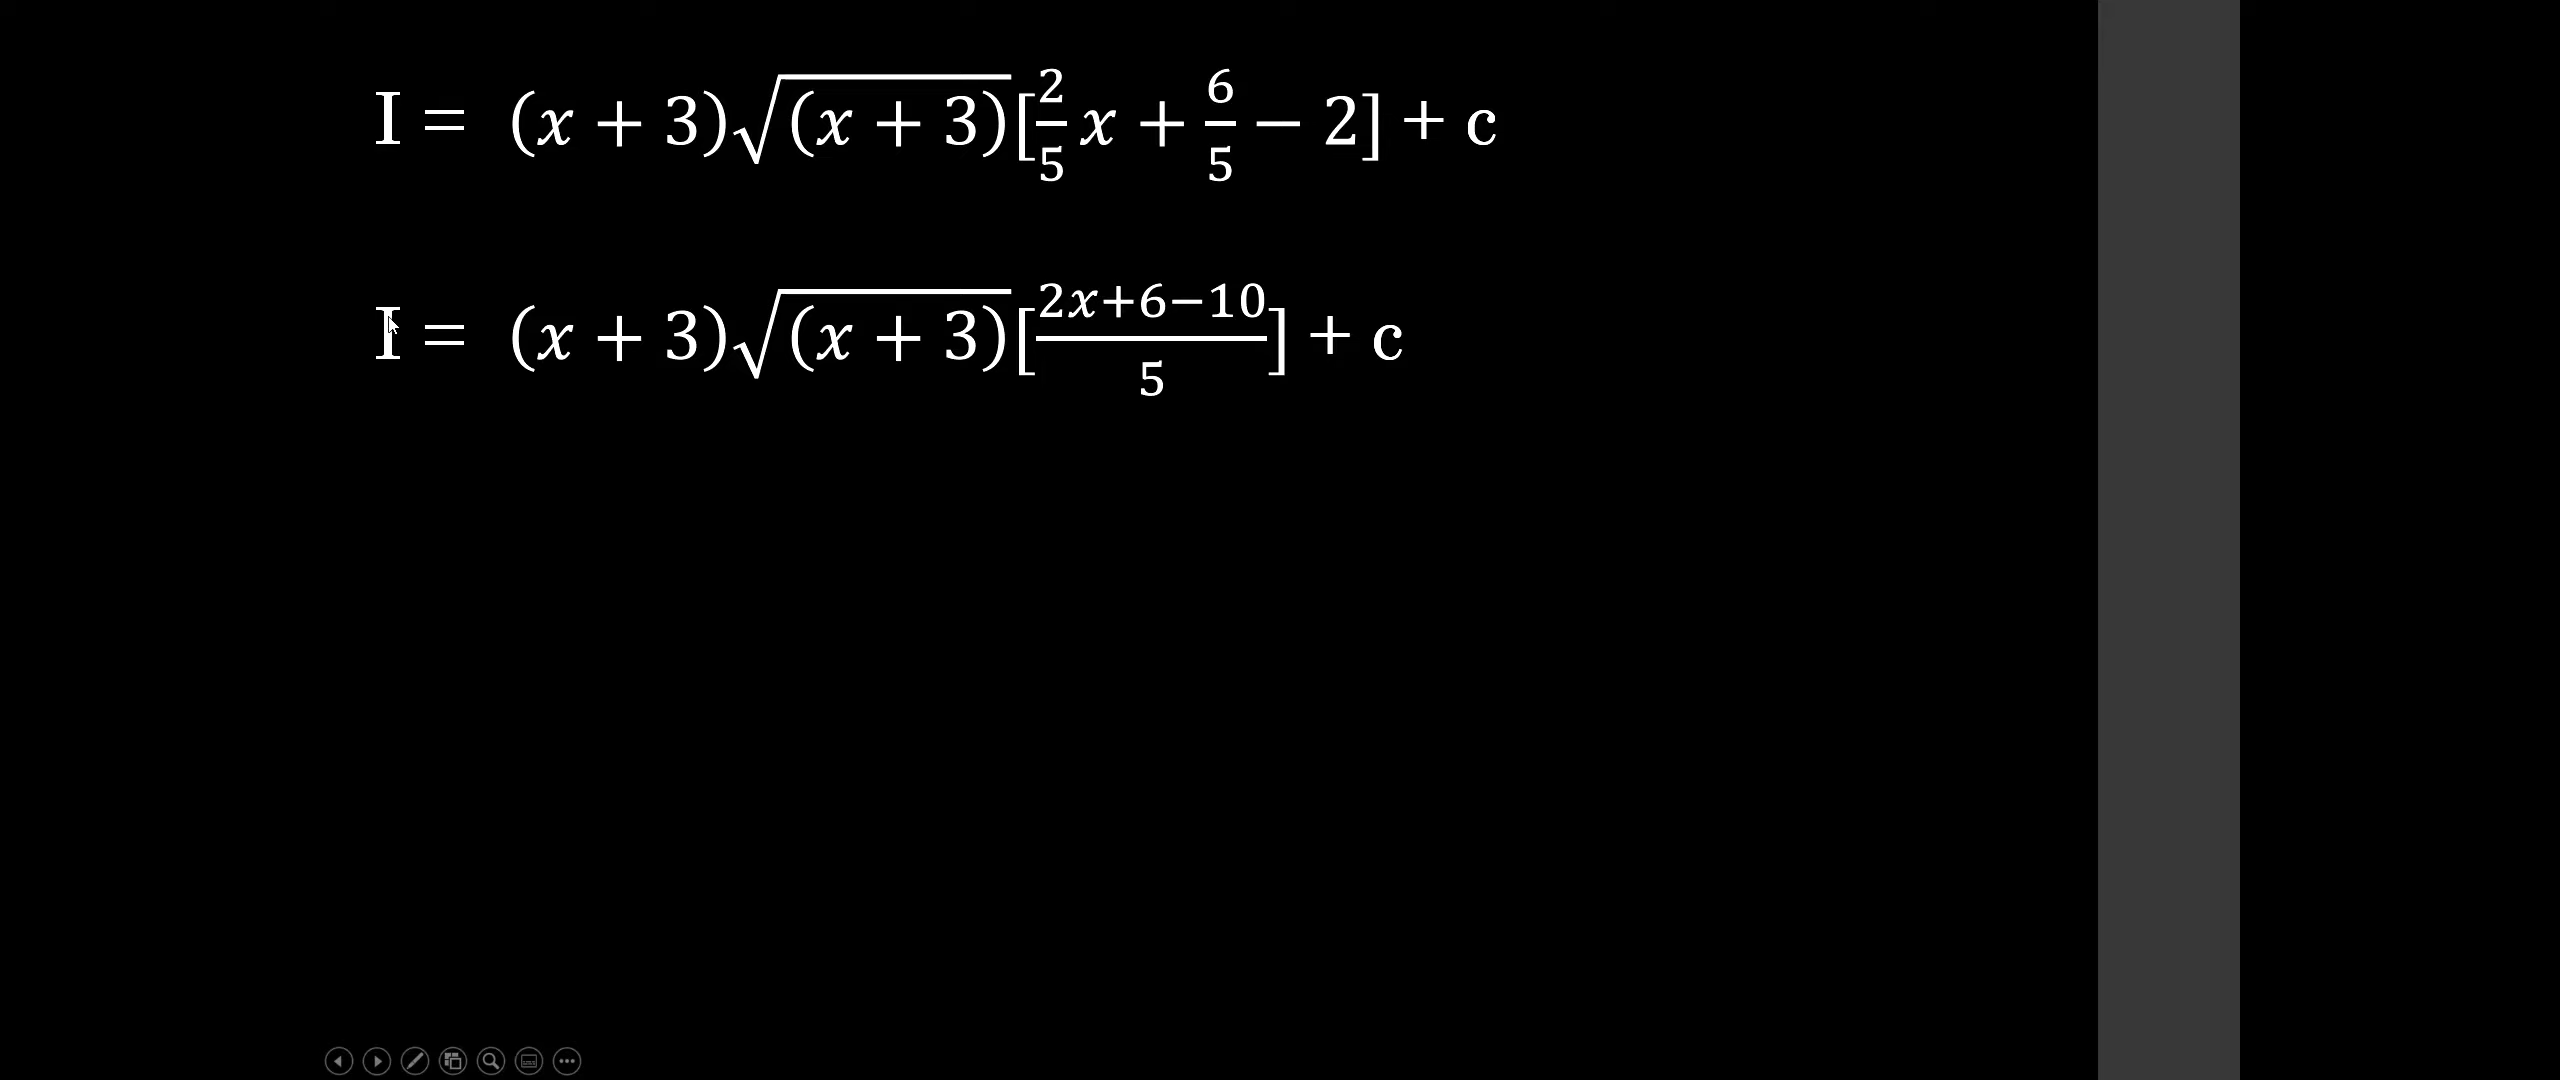 I = (x + 3)√(x + 3)[2/5 x + 6/5 − 2] + c
I = (x + 3)√(x + 3)[2x+6−10/5] + c